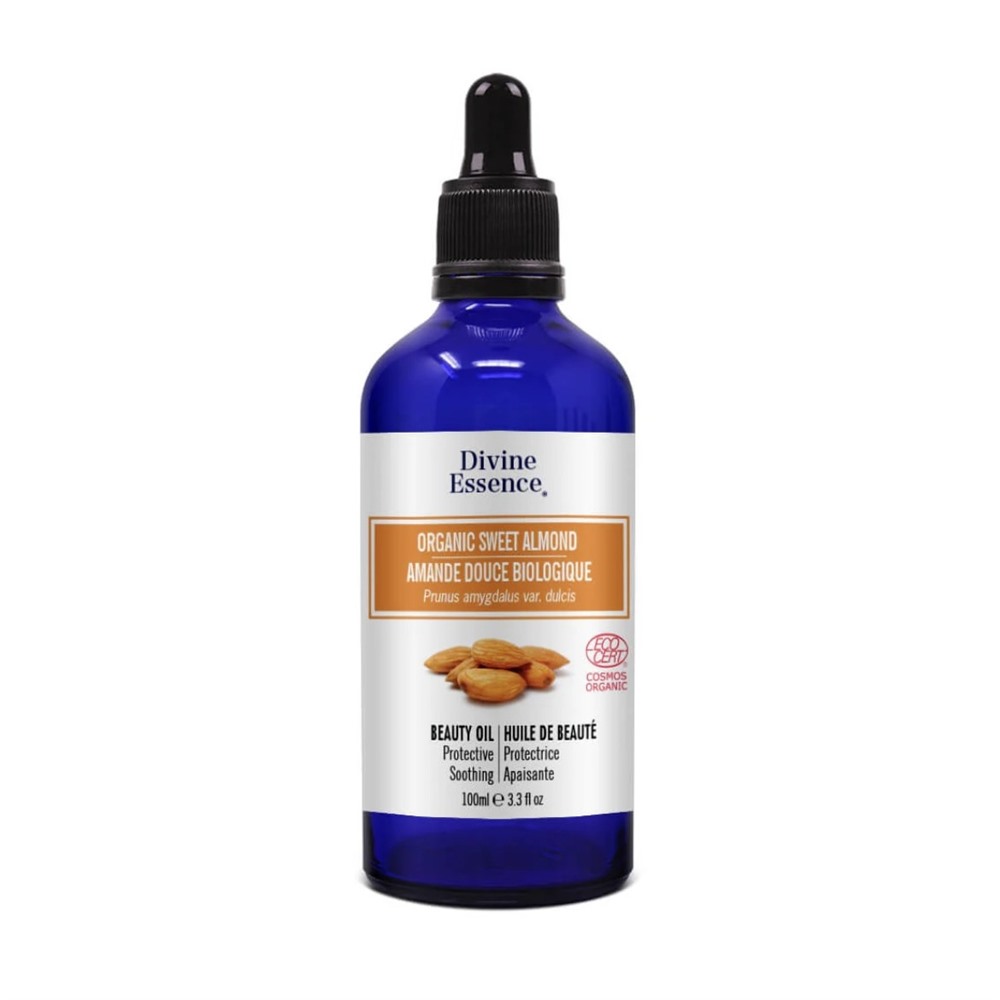 Divine
Essence®
ORGANIC SWEET ALMOND
AMANDE DOUCE BIOLOGIQUE
Prunus amygdalus var. dulcis
ECO
CERT®
COSMOS
ORGANIC
BEAUTY OIL | HUILE DE BEAUTÉ
Protective | Protectrice
Soothing | Apaisante
100ml ℮ 3.3 fl oz